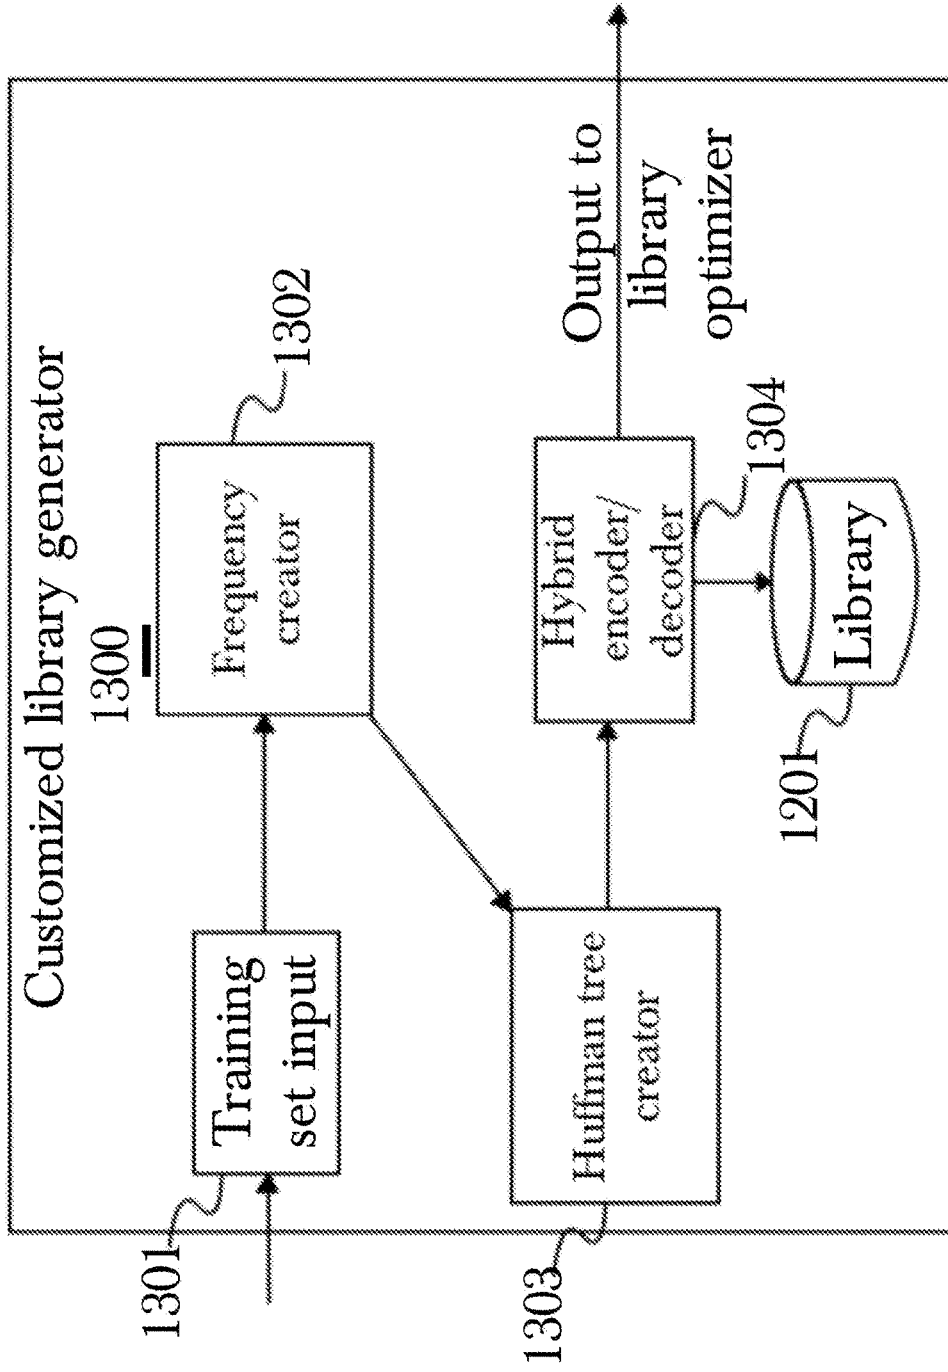 Customized library generator
1300
1301
Training
set input
Frequency
creator
1302
1303
Huffman tree
creator
Hybrid
encoder/
decoder
1304
Output to
library
optimizer
1201
Library